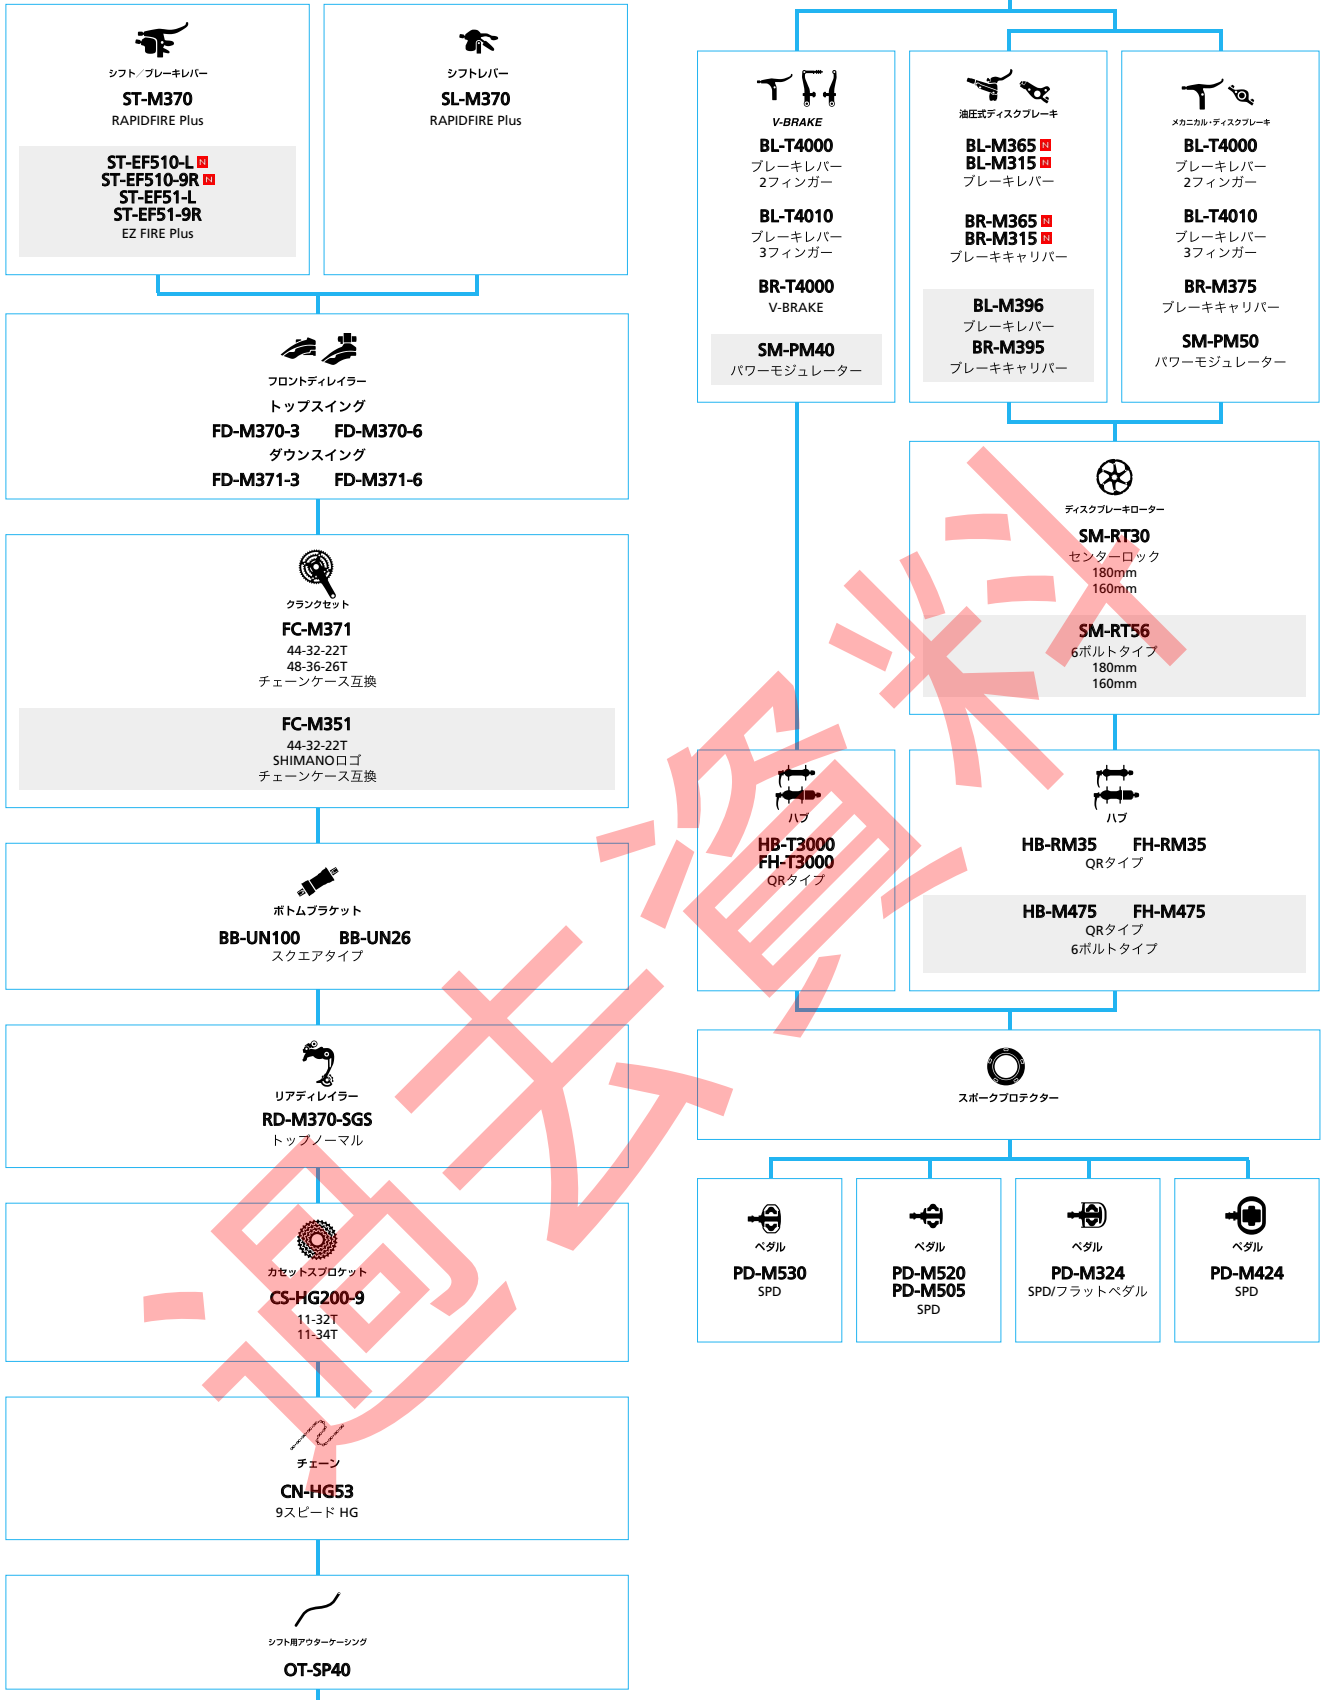 シフト／ブレーキレバー
ST-M370
RAPIDFIRE Plus
ST-EF510-L N
ST-EF510-9R N
ST-EF51-L
ST-EF51-9R
EZ FIRE Plus
シフトレバー
SL-M370
RAPIDFIRE Plus
フロントディレイラー
トップスイング
FD-M370-3 FD-M370-6
ダウンスイング
FD-M371-3 FD-M371-6
クランクセット
FC-M371
44-32-22T
48-36-26T
チェーンケース互換
FC-M351
44-32-22T
SHIMANOロゴ
チェーンケース互換
ボトムブラケット
BB-UN100 BB-UN26
スクエアタイプ
リアディレイラー
RD-M370-SGS
トップノーマル
カセットスプロケット
CS-HG200-9
11-32T
11-34T
チェーン
CN-HG53
9スピード HG
シフト用アウターケーシング
OT-SP40
V-BRAKE
BL-T4000
ブレーキレバー
2フィンガー
BL-T4010
ブレーキレバー
3フィンガー
BR-T4000
V-BRAKE
SM-PM40
パワーモジュレーター
油圧式ディスクブレーキ
BL-M365 N
BL-M315 N
ブレーキレバー
BR-M365 N
BR-M315 N
ブレーキキャリパー
BL-M396
ブレーキレバー
BR-M395
ブレーキキャリパー
メカニカル・ディスクブレーキ
BL-T4000
ブレーキレバー
2フィンガー
BL-T4010
ブレーキレバー
3フィンガー
BR-M375
ブレーキキャリパー
SM-PM50
パワーモジュレーター
ディスクブレーキローター
SM-RT30
センターロック
180mm
160mm
SM-RT56
6ボルトタイプ
180mm
160mm
ハブ
HB-T3000
FH-T3000
QRタイプ
ハブ
HB-RM35 FH-RM35
QRタイプ
HB-M475 FH-M475
QRタイプ
6ボルトタイプ
スポークプロテクター
ペダル
PD-M530
SPD
ペダル
PD-M520
PD-M505
SPD
ペダル
PD-M324
SPD/フラットペダル
ペダル
PD-M424
SPD
過去資料